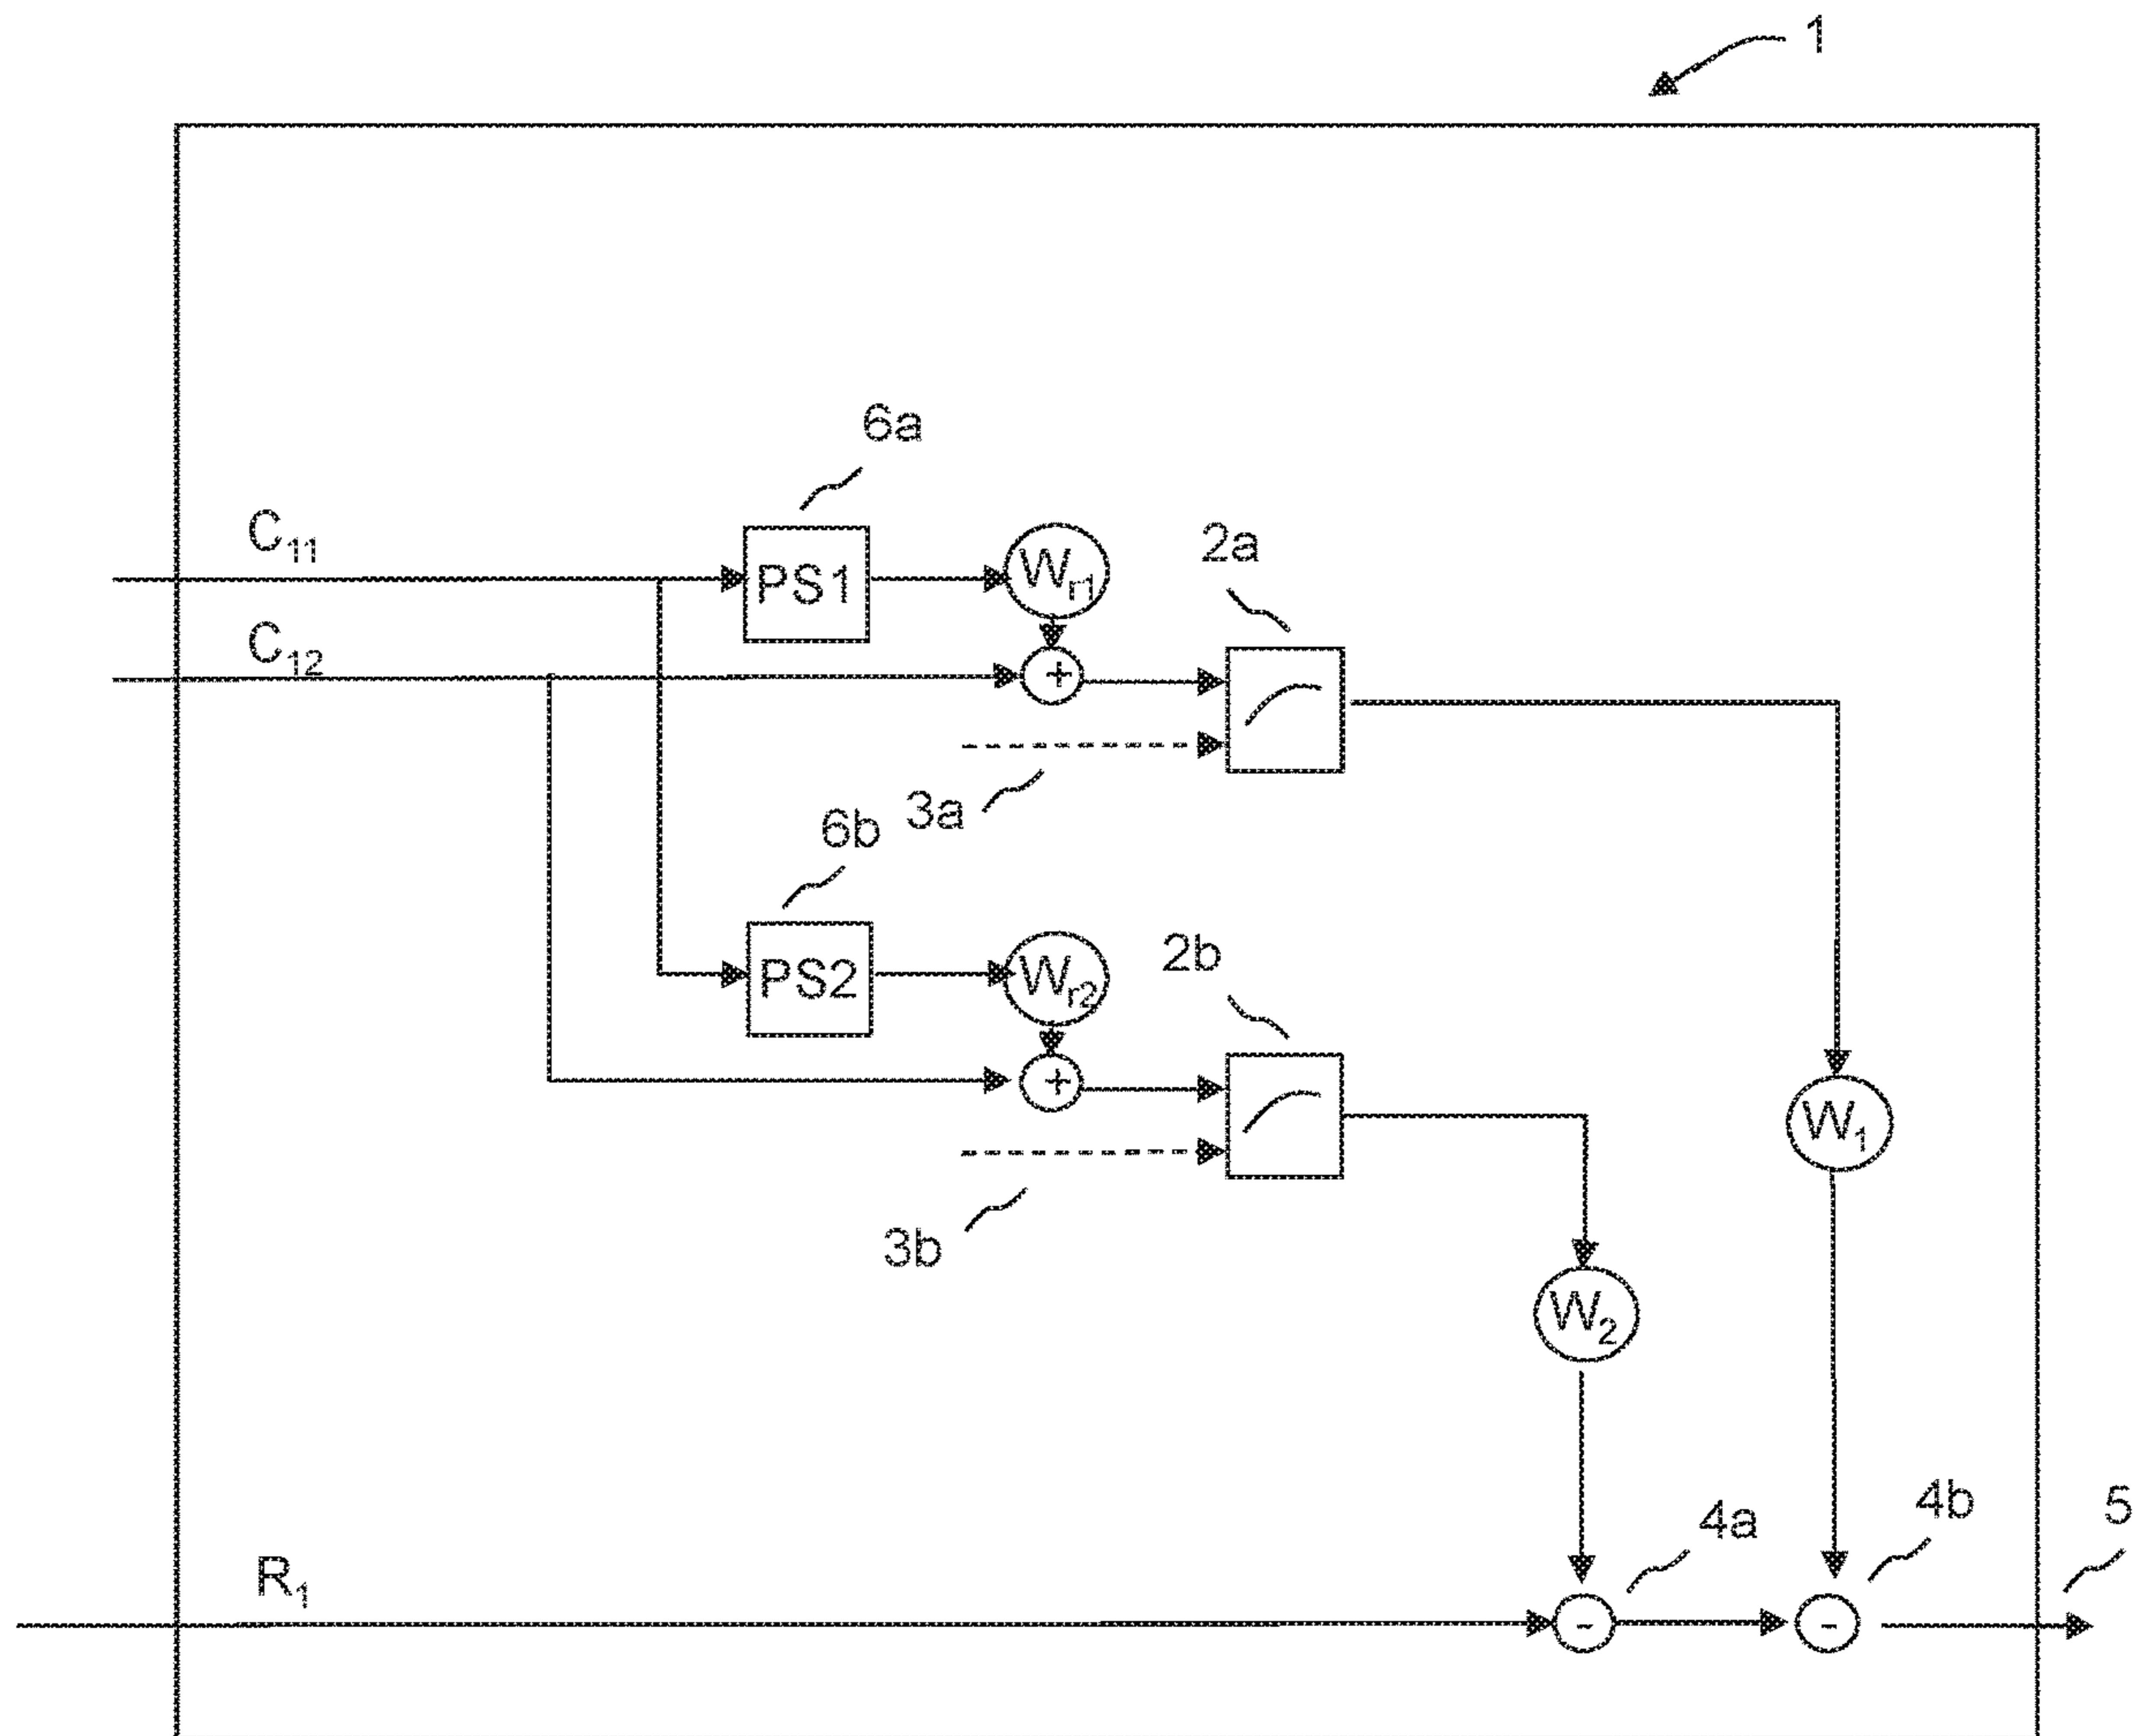 1
6a
C₁₁
PS1
Wᵣ₁
2a
C₁₂
+
3a
6b
PS2
Wᵣ₂
2b
+
W₁
3b
W₂
4a
4b
5
R₁
-
-